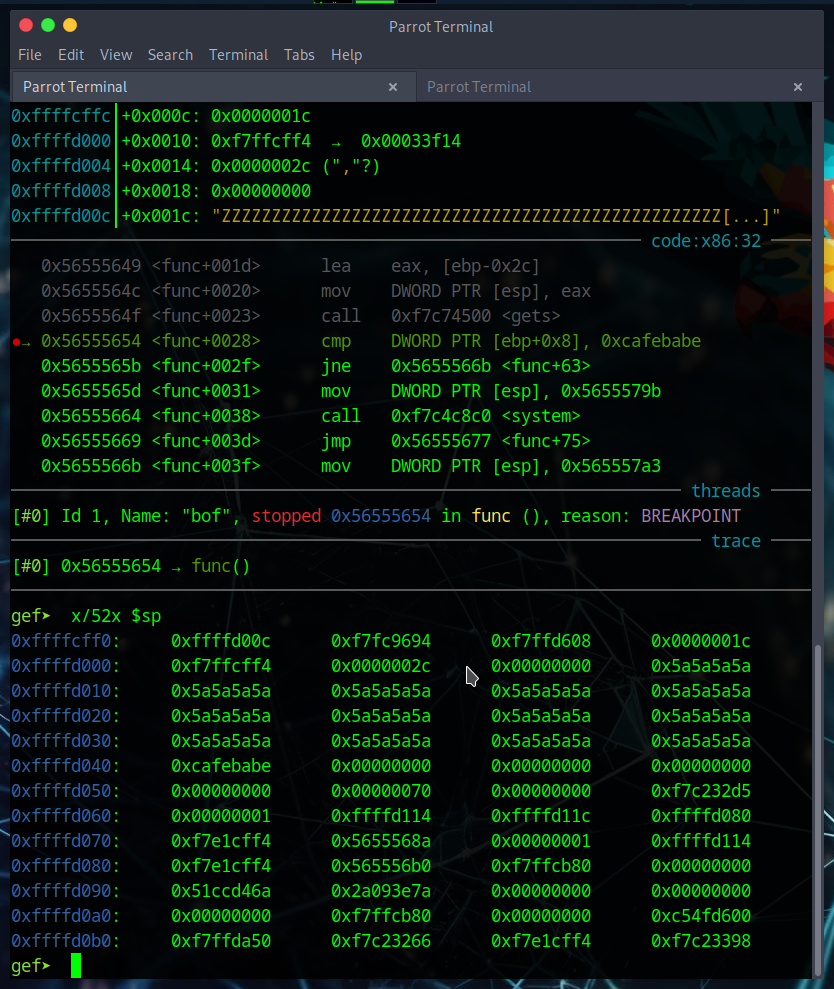 Parrot Terminal
File Edit View Search Terminal Tabs Help
Parrot Terminal × Parrot Terminal ×
0xffffcffc│+0x000c: 0x0000001c
0xffffd000│+0x0010: 0xf7ffcff4 → 0x00033f14
0xffffd004│+0x0014: 0x0000002c (","?)
0xffffd008│+0x0018: 0x00000000
0xffffd00c│+0x001c: "ZZZZZZZZZZZZZZZZZZZZZZZZZZZZZZZZZZZZZZZZZZZZZZZZZZ[...]"
code:x86:32
0x56555649 <func+001d> lea eax, [ebp-0x2c]
0x5655564c <func+0020> mov DWORD PTR [esp], eax
0x5655564f <func+0023> call 0xf7c74500 <gets>
●→ 0x56555654 <func+0028> cmp DWORD PTR [ebp+0x8], 0xcafebabe
0x5655565b <func+002f> jne 0x5655566b <func+63>
0x5655565d <func+0031> mov DWORD PTR [esp], 0x5655579b
0x56555664 <func+0038> call 0xf7c4c8c0 <system>
0x56555669 <func+003d> jmp 0x56555677 <func+75>
0x5655566b <func+003f> mov DWORD PTR [esp], 0x565557a3
threads
[#0] Id 1, Name: "bof", stopped 0x56555654 in func (), reason: BREAKPOINT
trace
[#0] 0x56555654 → func()
gef➤ x/52x $sp
0xffffcff0: 0xffffd00c 0xf7fc9694 0xf7ffd608 0x0000001c
0xffffd000: 0xf7ffcff4 0x0000002c 0x00000000 0x5a5a5a5a
0xffffd010: 0x5a5a5a5a 0x5a5a5a5a 0x5a5a5a5a 0x5a5a5a5a
0xffffd020: 0x5a5a5a5a 0x5a5a5a5a 0x5a5a5a5a 0x5a5a5a5a
0xffffd030: 0x5a5a5a5a 0x5a5a5a5a 0x5a5a5a5a 0x5a5a5a5a
0xffffd040: 0xcafebabe 0x00000000 0x00000000 0x00000000
0xffffd050: 0x00000000 0x00000070 0x00000000 0xf7c232d5
0xffffd060: 0x00000001 0xffffd114 0xffffd11c 0xffffd080
0xffffd070: 0xf7e1cff4 0x5655568a 0x00000001 0xffffd114
0xffffd080: 0xf7e1cff4 0x565556b0 0xf7ffcb80 0x00000000
0xffffd090: 0x51ccd46a 0x2a093e7a 0x00000000 0x00000000
0xffffd0a0: 0x00000000 0xf7ffcb80 0x00000000 0xc54fd600
0xffffd0b0: 0xf7ffda50 0xf7c23266 0xf7e1cff4 0xf7c23398
gef➤